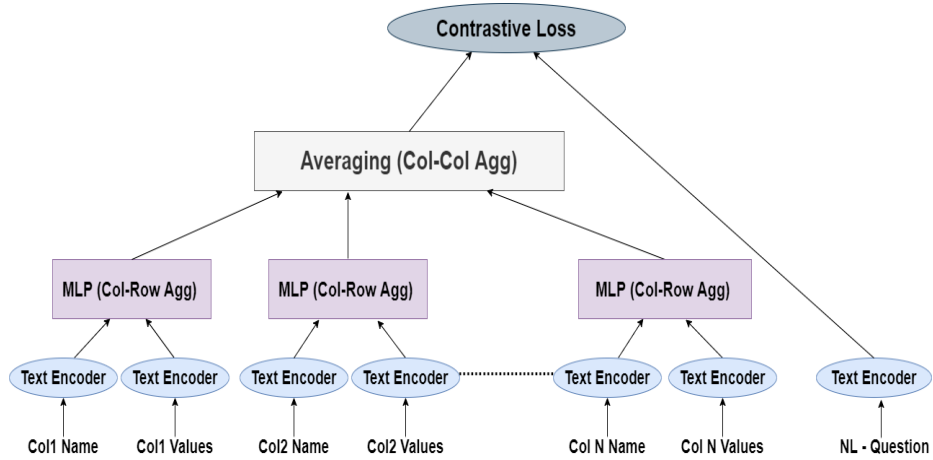 Contrastive Loss
Averaging (Col-Col Agg)
MLP (Col-Row Agg)
MLP (Col-Row Agg)
MLP (Col-Row Agg)
Text Encoder
Text Encoder
Text Encoder
Text Encoder
Text Encoder
Text Encoder
Text Encoder
Col1 Name
Col1 Values
Col2 Name
Col2 Values
Col N Name
Col N Values
NL - Question